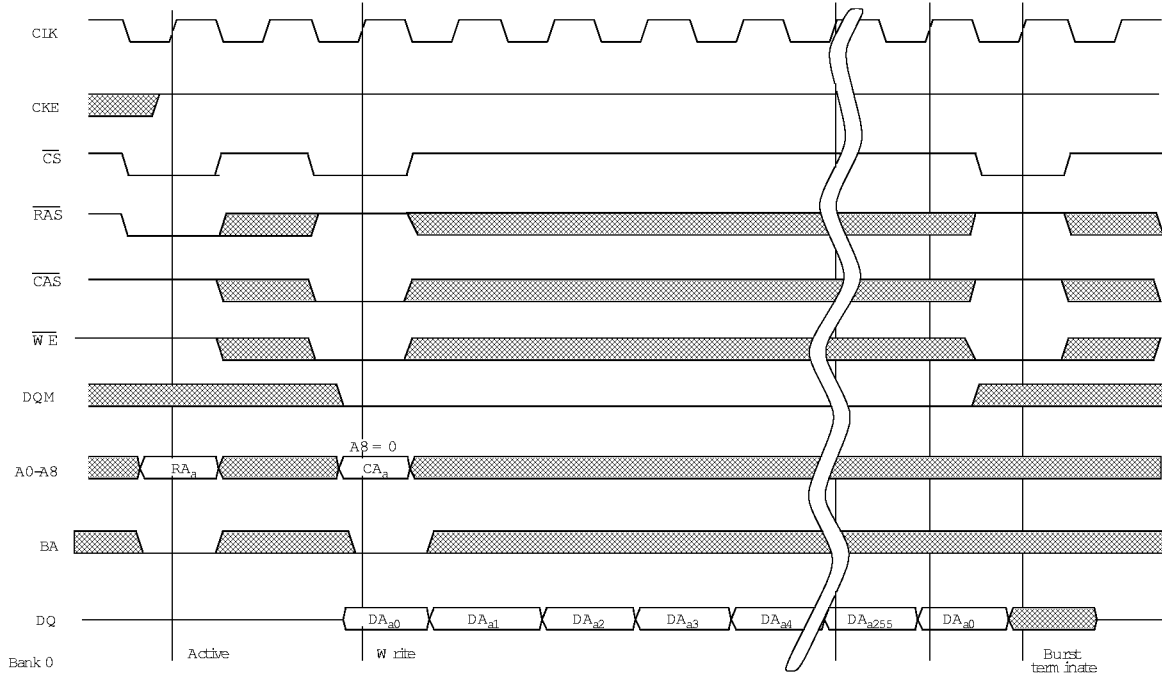 CLK
CKE
CS
RAS
CAS
WE
DQM
A8 = 0
A0-A8 RAa CAa
BA
DQ DAa0 DAa1 DAa2 DAa3 DAa4 DAa255 DAa0
Bank 0 Active Write Burst
terminate